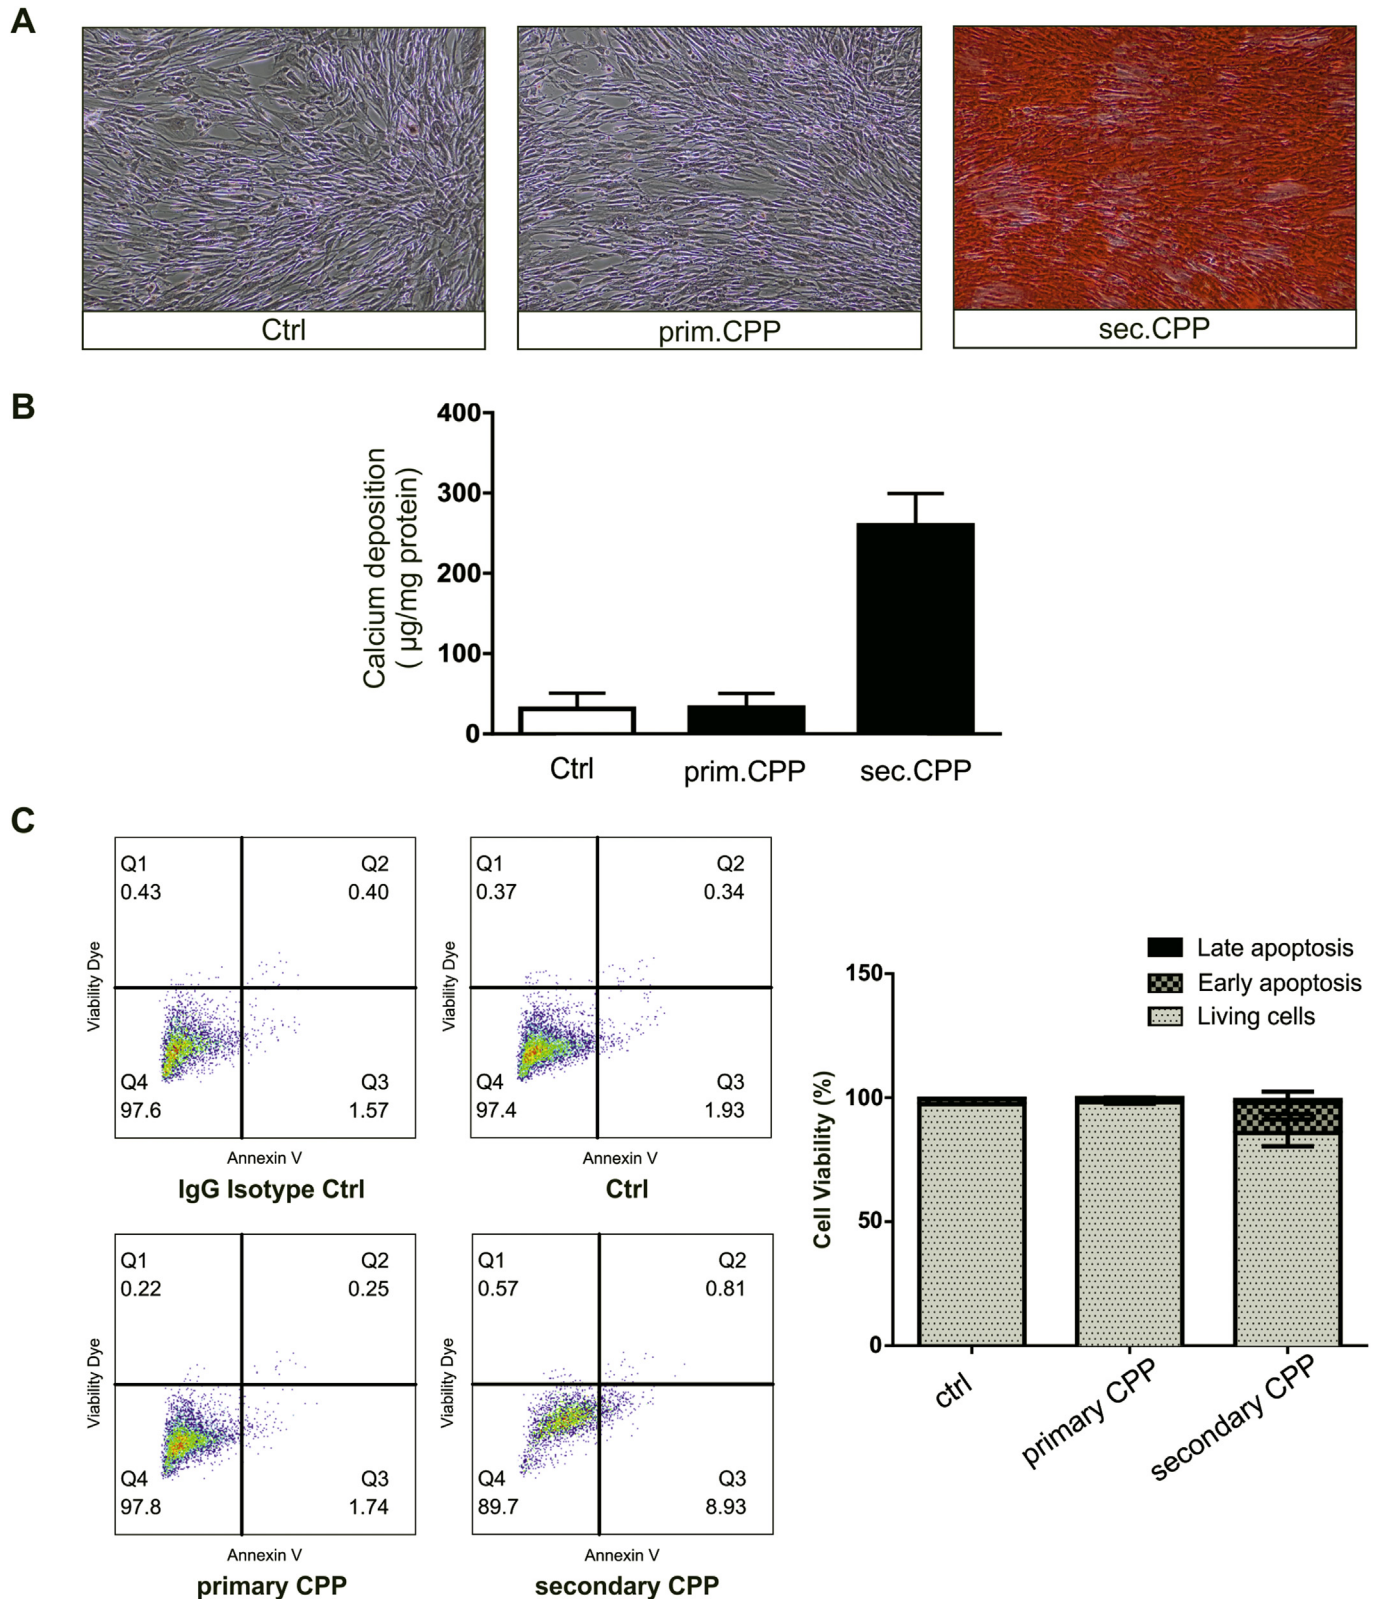 A
Ctrl
prim.CPP
sec.CPP
B
Calcium deposition
( µg/mg protein)
400
300
200
100
0
Ctrl
prim.CPP
sec.CPP
C
Q1
0.43
Q2
0.40
Q4
97.6
Q3
1.57
Viability Dye
Annexin V
IgG Isotype Ctrl
Q1
0.37
Q2
0.34
Q4
97.4
Q3
1.93
Viability Dye
Annexin V
Ctrl
Q1
0.22
Q2
0.25
Q4
97.8
Q3
1.74
Viability Dye
Annexin V
primary CPP
Q1
0.57
Q2
0.81
Q4
89.7
Q3
8.93
Viability Dye
Annexin V
secondary CPP
Late apoptosis
Early apoptosis
Living cells
Cell Viability (%)
150
100
50
0
ctrl
primary CPP
secondary CPP